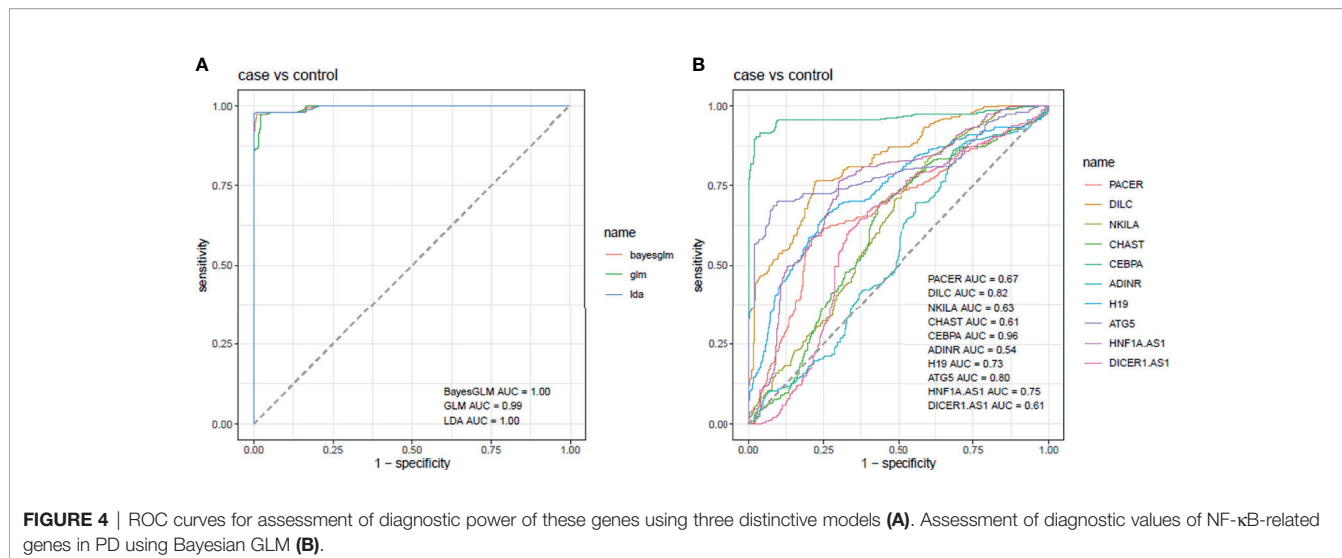 A
case vs control
1.00
0.75
0.50
0.25
0.00
sensitivity
0.00
0.25
0.50
0.75
1.00
1 − specificity
BayesGLM AUC = 1.00
GLM AUC = 0.99
LDA AUC = 1.00
name
bayesglm
glm
lda
B
case vs control
1.00
0.75
0.50
0.25
0.00
sensitivity
0.00
0.25
0.50
0.75
1.00
1 − specificity
PACER AUC = 0.67
DILC AUC = 0.82
NKILA AUC = 0.63
CHAST AUC = 0.61
CEBPA AUC = 0.96
ADINR AUC = 0.54
H19 AUC = 0.73
ATG5 AUC = 0.80
HNF1A.AS1 AUC = 0.75
DICER1.AS1 AUC = 0.61
name
PACER
DILC
NKILA
CHAST
CEBPA
ADINR
H19
ATG5
HNF1A.AS1
DICER1.AS1
FIGURE 4 | ROC curves for assessment of diagnostic power of these genes using three distinctive models (A). Assessment of diagnostic values of NF-κB-related
genes in PD using Bayesian GLM (B).